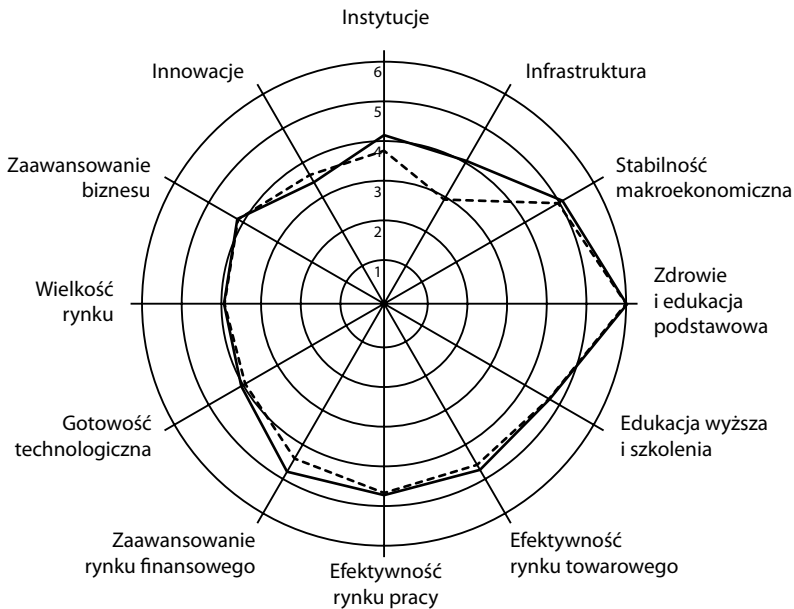 Instytucje
Infrastruktura
Stabilność
makroekonomiczna
Zdrowie
i edukacja
podstawowa
Edukacja wyższa
i szkolenia
Efektywność
rynku towarowego
Efektywność
rynku pracy
Zaawansowanie
rynku finansowego
Gotowość
technologiczna
Wielkość
rynku
Zaawansowanie
biznesu
Innowacje
6
5
4
3
2
1